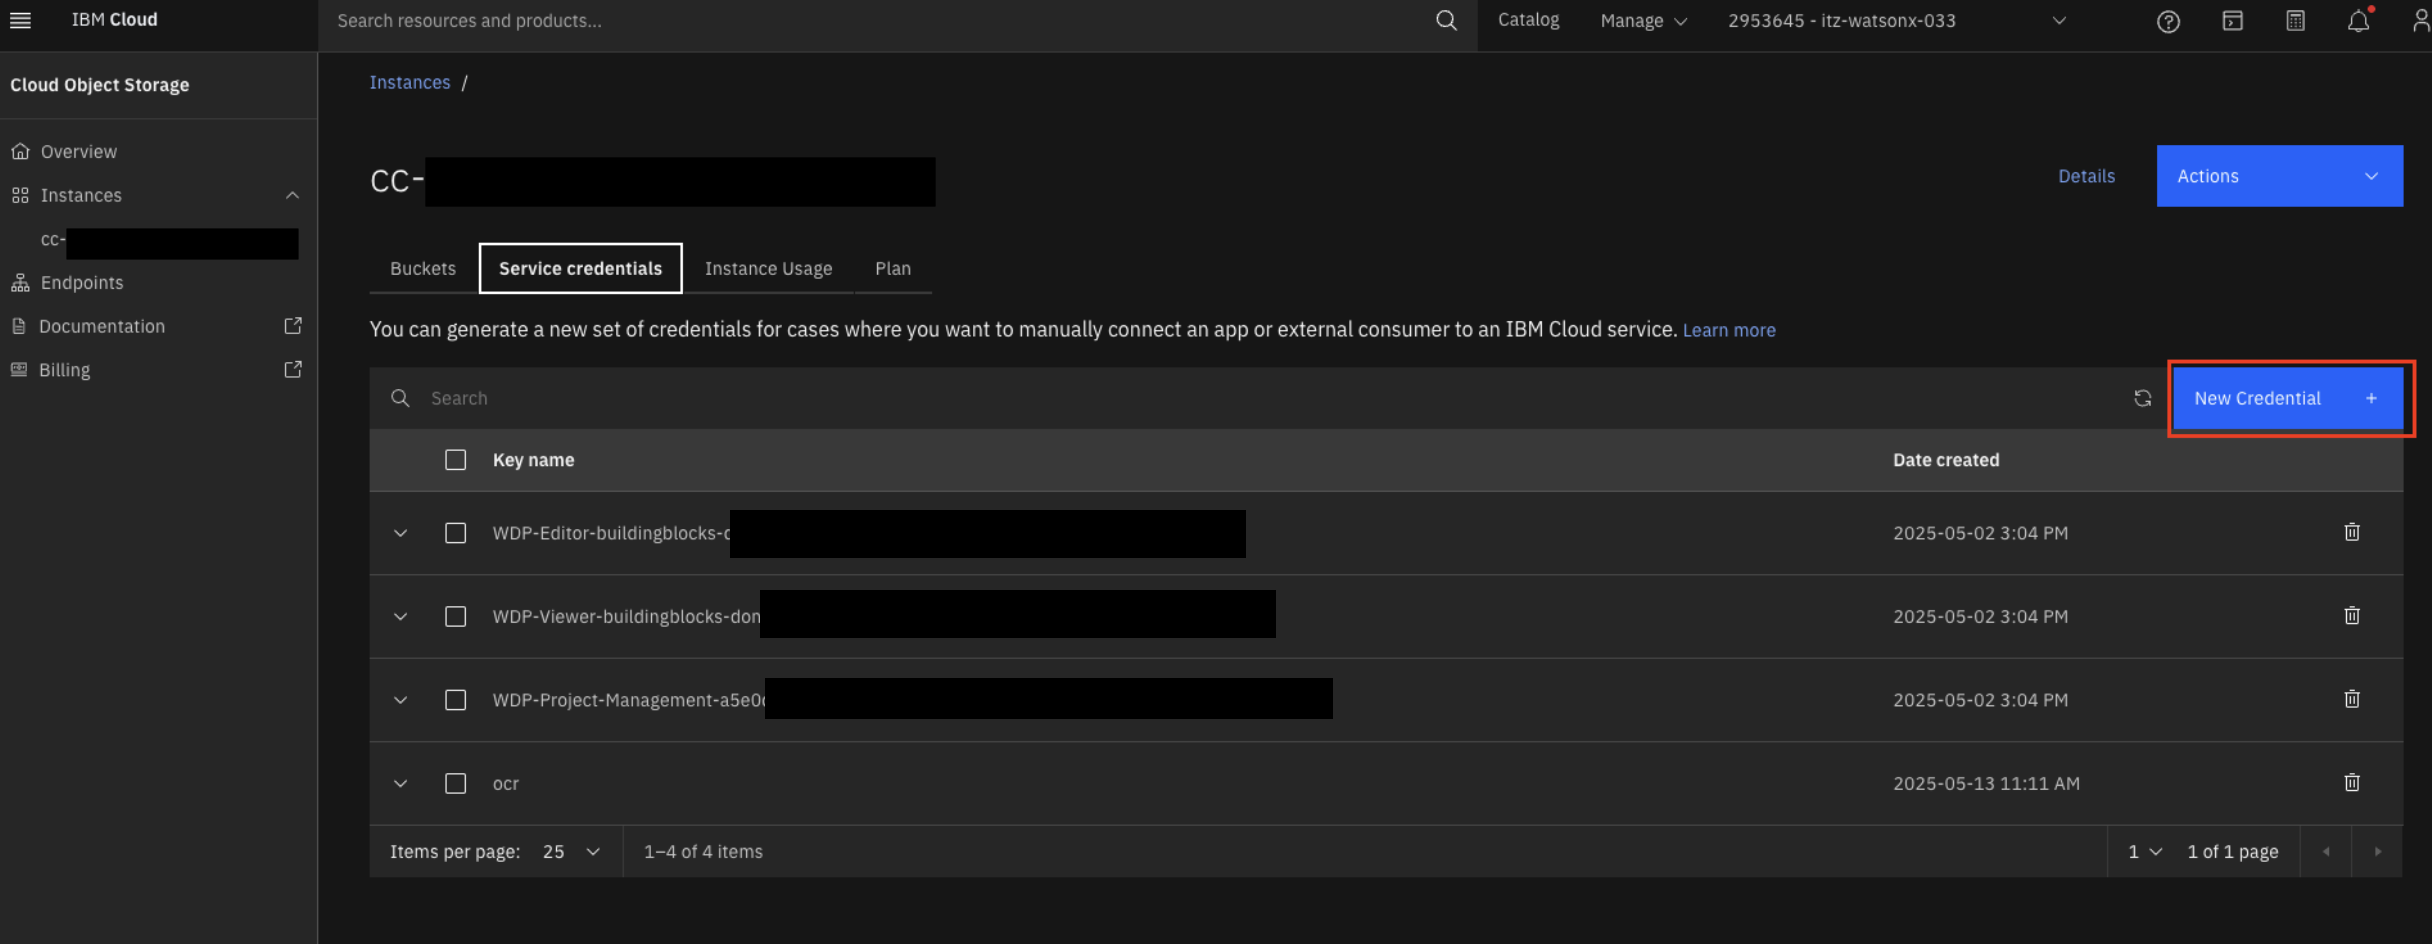 IBM Cloud
Search resources and products...
Catalog
Manage
2953645 - itz-watsonx-033
Cloud Object Storage
Overview
Instances
cc-
Endpoints
Documentation
Billing
Instances /
cc-
Details
Actions
Buckets
Service credentials
Instance Usage
Plan
You can generate a new set of credentials for cases where you want to manually connect an app or external consumer to an IBM Cloud service. Learn more
Search
New Credential +
Key name
Date created
WDP-Editor-buildingblocks-
2025-05-02 3:04 PM
WDP-Viewer-buildingblocks-don
2025-05-02 3:04 PM
WDP-Project-Management-a5e0
2025-05-02 3:04 PM
ocr
2025-05-13 11:11 AM
Items per page: 25
1–4 of 4 items
1
1 of 1 page